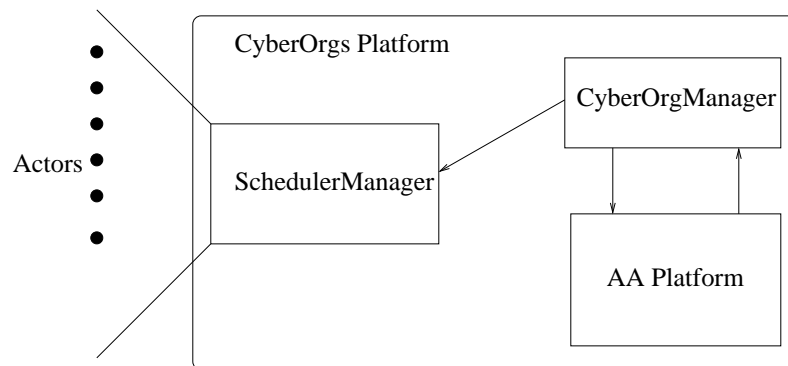 CyberOrgs Platform
CyberOrgManager
Actors
SchedulerManager
AA Platform